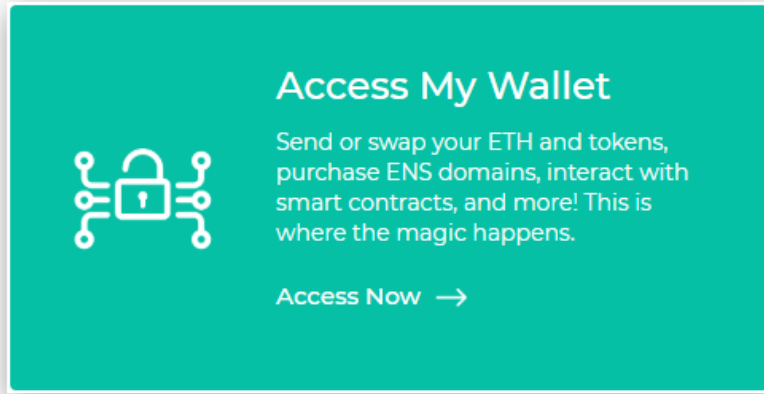 Access My Wallet
Send or swap your ETH and tokens,
purchase ENS domains, interact with
smart contracts, and more! This is
where the magic happens.
Access Now →